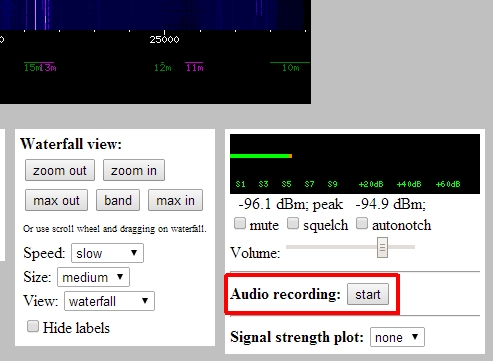 0 25000
15m 13m 12m 11m 10m
Waterfall view:
zoom out zoom in
max out band max in
Or use scroll wheel and dragging on waterfall.
Speed: slow
Size: medium
View: waterfall
Hide labels
S1 S3 S5 S7 S9 +20dB +40dB +60dB
-96.1 dBm; peak -94.9 dBm;
mute squelch autonotch
Volume:
Audio recording: start
Signal strength plot: none